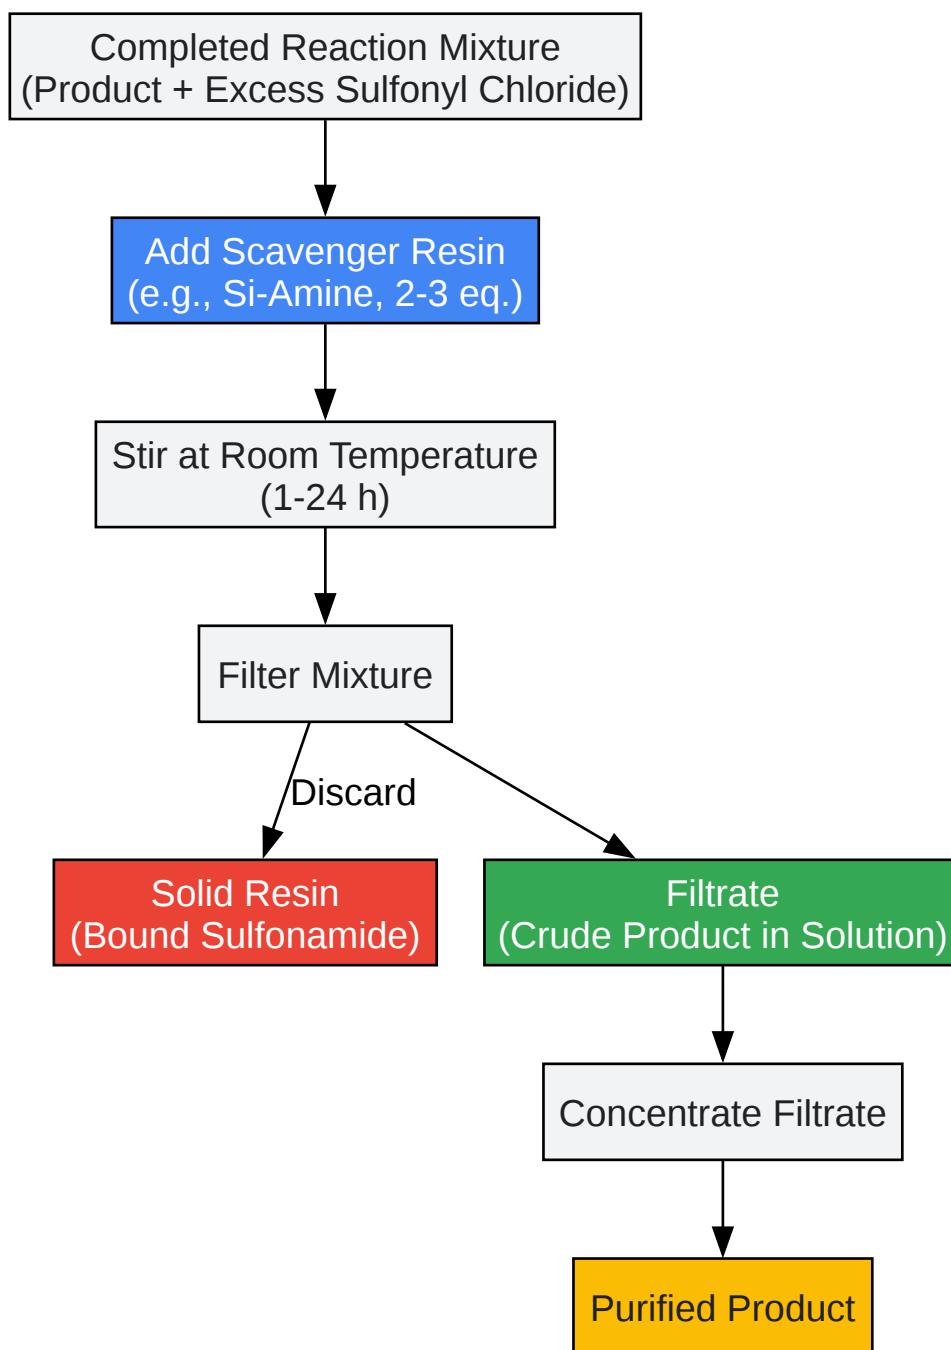 Completed Reaction Mixture
(Product + Excess Sulfonyl Chloride)
Add Scavenger Resin
(e.g., Si-Amine, 2-3 eq.)
Stir at Room Temperature
(1-24 h)
Filter Mixture
Discard
Solid Resin
(Bound Sulfonamide)
Filtrate
(Crude Product in Solution)
Concentrate Filtrate
Purified Product